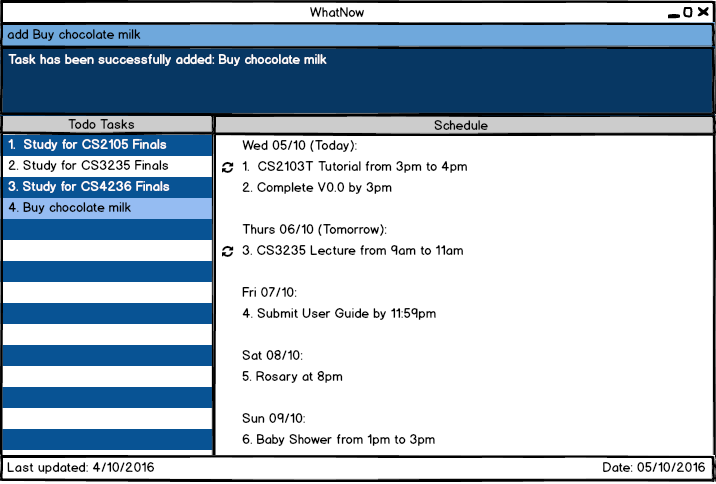 WhatNow
add Buy chocolate milk
Task has been successfully added: Buy chocolate milk
Todo Tasks
1. Study for CS2105 Finals
2. Study for CS3235 Finals
3. Study for CS4236 Finals
4. Buy chocolate milk
Schedule
Wed 05/10 (Today):
1. CS2103T Tutorial from 3pm to 4pm
2. Complete V0.0 by 3pm
Thurs 06/10 (Tomorrow):
3. CS3235 Lecture from 9am to 11am
Fri 07/10:
4. Submit User Guide by 11:59pm
Sat 08/10:
5. Rosary at 8pm
Sun 09/10:
6. Baby Shower from 1pm to 3pm
Last updated: 4/10/2016
Date: 05/10/2016